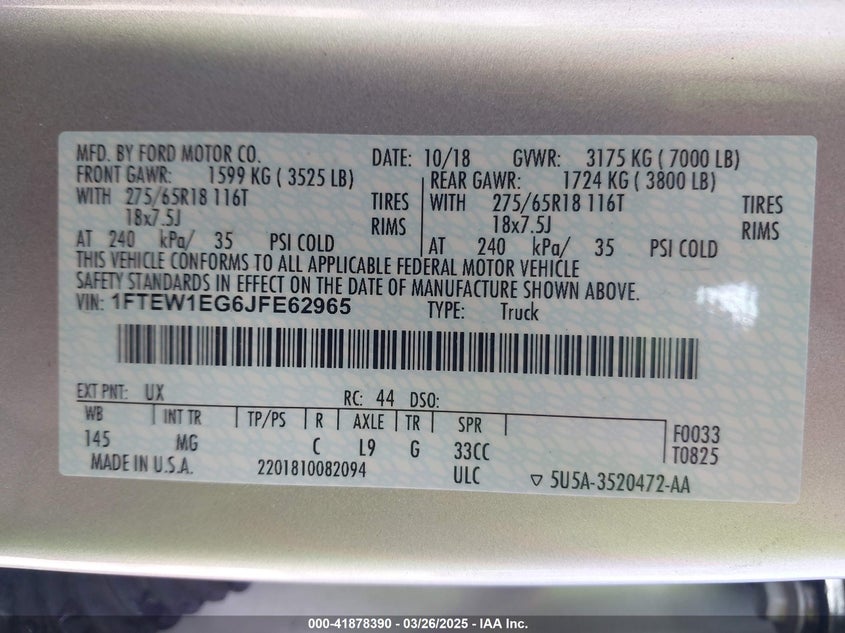 MFD. BY FORD MOTOR CO. DATE: 10/18 GVWR: 3175 KG ( 7000 LB)
FRONT GAWR: 1599 KG ( 3525 LB) REAR GAWR: 1724 KG ( 3800 LB)
WITH 275/65R18 116T TIRES WITH 275/65R18 116T TIRES
18x7.5J RIMS 18x7.5J RIMS
AT 240 kPa/ 35 PSI COLD AT 240 kPa/ 35 PSI COLD
THIS VEHICLE CONFORMS TO ALL APPLICABLE FEDERAL MOTOR VEHICLE
SAFETY STANDARDS IN EFFECT ON THE DATE OF MANUFACTURE SHOWN ABOVE.
VIN: 1FTEW1EG6JFE62965 TYPE: Truck
EXT PNT: UX RC: 44 DSO:
WB INT TR TP/PS R AXLE TR SPR
145 MG C L9 G 33CC
F0033
T0825
MADE IN U.S.A. 2201810082094 ULC ▽ 5U5A-3520472-AA
000-41878390 - 03/26/2025 - IAA Inc.